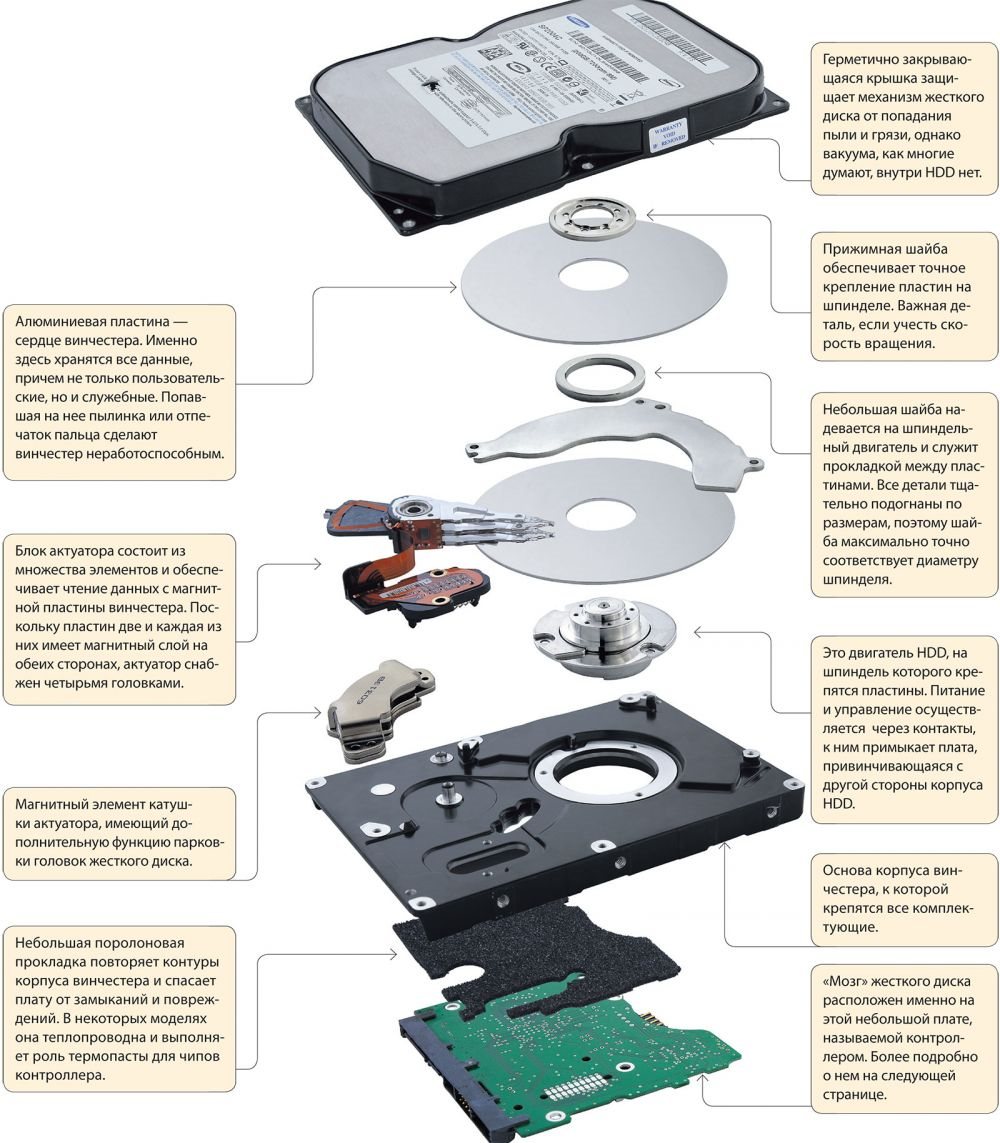 SAMSUNG
SP2004C
WARRANTY
VOID
IF REMOVED
Герметично закрываю-
щаяся крышка защи-
щает механизм жесткого
диска от попадания
пыли и грязи, однако
вакуума, как многие
думают, внутри HDD нет.
Прижимная шайба
обеспечивает точное
крепление пластин на
шпинделе. Важная де-
таль, если учесть ско-
рость вращения.
Алюминиевая пластина —
сердце винчестера. Именно
здесь хранятся все данные,
причем не только пользователь-
ские, но и служебные. Попав-
шая на нее пылинка или отпе-
чаток пальца сделают
винчестер неработоспособным.
Небольшая шайба на-
девается на шпиндель-
ный двигатель и служит
прокладкой между плас-
тинами. Все детали тща-
тельно подогнаны по
размерам, поэтому шай-
ба максимально точно
соответствует диаметру
шпинделя.
Блок актуатора состоит из
множества элементов и обеспе-
чивает чтение данных с магнит-
ной пластины винчестера. Пос-
кольку пластин две и каждая из
них имеет магнитный слой на
обеих сторонах, актуатор снаб-
жен четырьмя головками.
Это двигатель HDD, на
шпиндель которого кре-
пятся пластины. Питание
и управление осуществ-
ляется через контакты,
к ним примыкает плата,
привинчивающаяся с
другой стороны корпуса
HDD.
60313B
Магнитный элемент катуш-
ки актуатора, имеющий до-
полнительную функцию парков-
ки головок жесткого диска.
Основа корпуса вин-
честера, к которой
крепятся все комплек-
тующие.
Небольшая поролоновая
прокладка повторяет контуры
корпуса винчестера и спасает
плату от замыканий и повреж-
дений. В некоторых моделях
она теплопроводна и выполня-
ет роль термопасты для чипов
контроллера.
«Мозг» жесткого диска
расположен именно на
этой небольшой плате,
называемой контрол-
лером. Более подробно
о нем на следующей
странице.